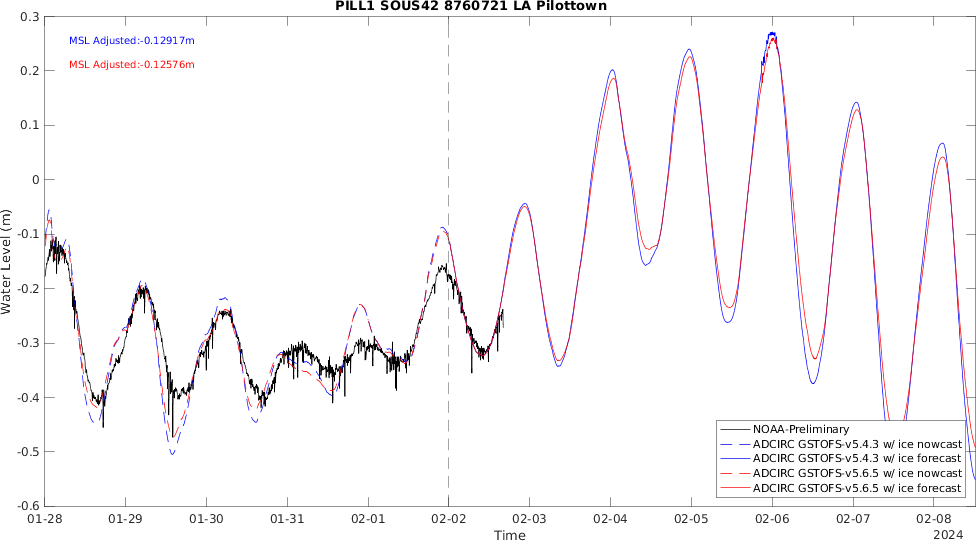 PILL1 SOUS42 8760721 LA Pilottown
MSL Adjusted:-0.12917m
MSL Adjusted:-0.12576m
0.3
0.2
0.1
0
-0.1
-0.2
-0.3
-0.4
-0.5
-0.6
Water Level (m)
NOAA-Preliminary
ADCIRC GSTOFS-v5.4.3 w/ ice nowcast
ADCIRC GSTOFS-v5.4.3 w/ ice forecast
ADCIRC GSTOFS-v5.6.5 w/ ice nowcast
ADCIRC GSTOFS-v5.6.5 w/ ice forecast
01-28 01-29 01-30 01-31 02-01 02-02 02-03 02-04 02-05 02-06 02-07 02-08
Time
2024